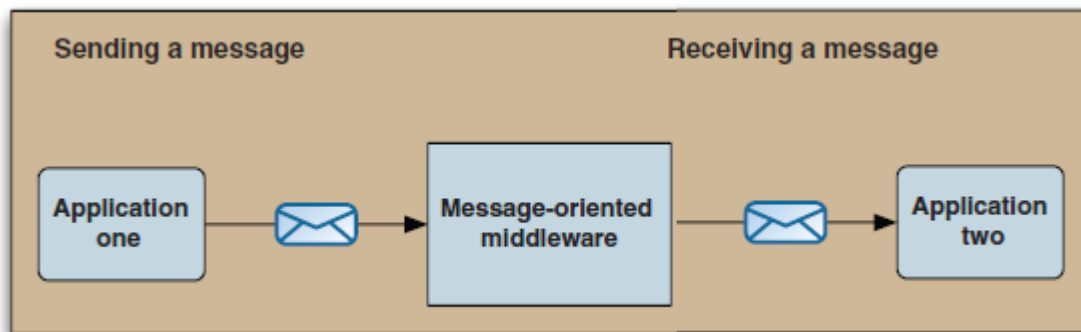 Sending a message
Receiving a message
Application
one
Message-oriented
middleware
Application
two